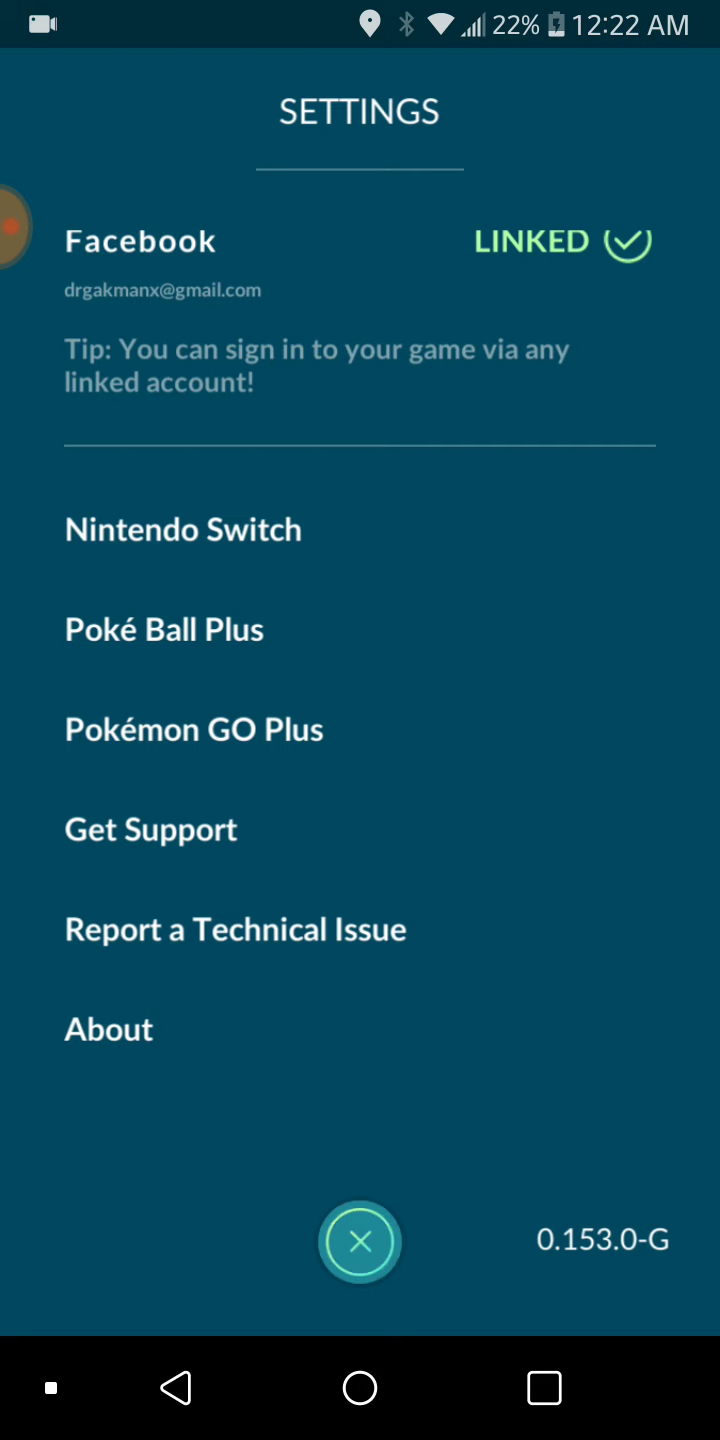 22% 12:22 AM
SETTINGS
Facebook LINKED
drgakmanx@gmail.com
Tip: You can sign in to your game via any
linked account!
Nintendo Switch
Poké Ball Plus
Pokémon GO Plus
Get Support
Report a Technical Issue
About
0.153.0-G